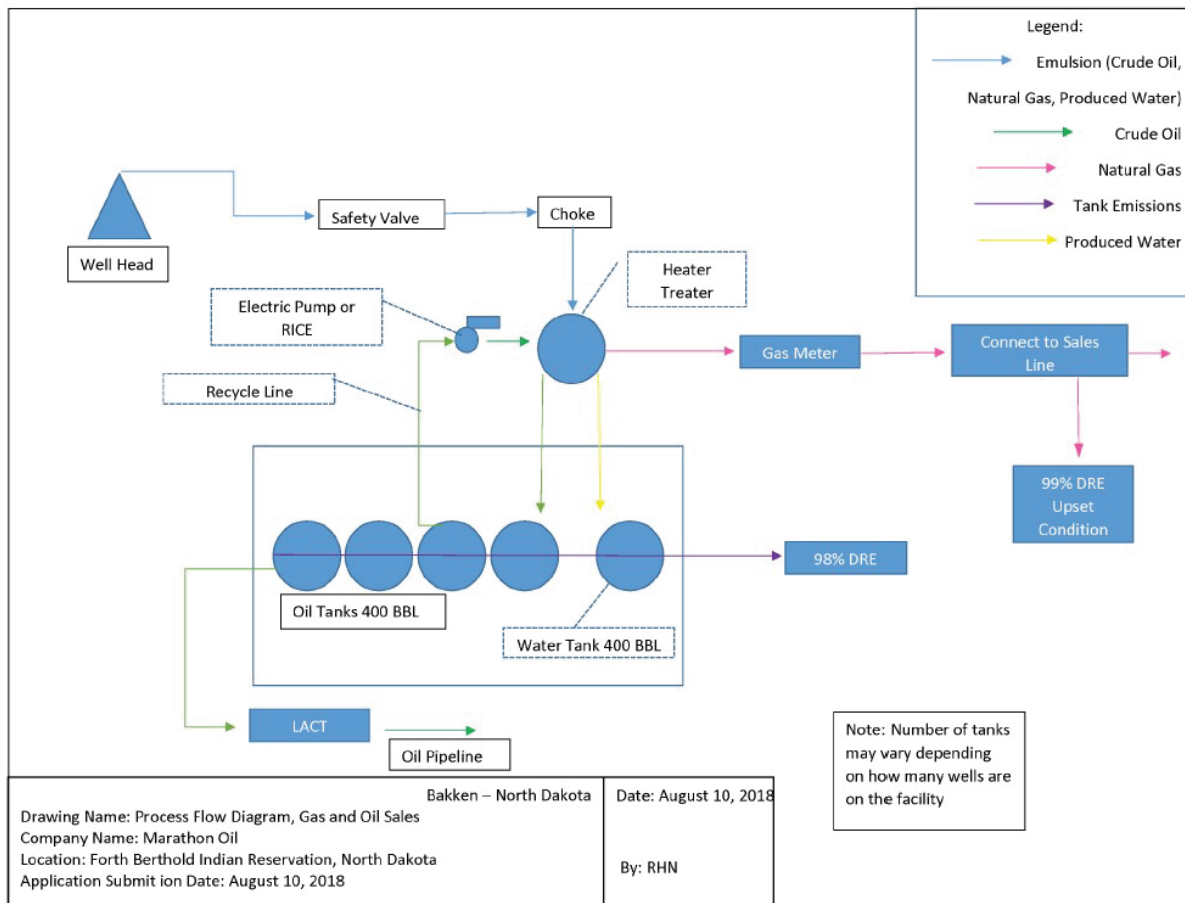 Legend:
Emulsion (Crude Oil,
Natural Gas, Produced Water)
Crude Oil
Natural Gas
Tank Emissions
Produced Water
Well Head
Safety Valve
Choke
Heater
Treater
Electric Pump or
RICE
Recycle Line
Gas Meter
Connect to Sales
Line
99% DRE
Upset
Condition
98% DRE
Oil Tanks 400 BBL
Water Tank 400 BBL
LACT
Oil Pipeline
Note: Number of tanks
may vary depending
on how many wells are
on the facility
Bakken – North Dakota
Drawing Name: Process Flow Diagram, Gas and Oil Sales
Company Name: Marathon Oil
Location: Forth Berthold Indian Reservation, North Dakota
Application Submit ion Date: August 10, 2018
Date: August 10, 2018
By: RHN